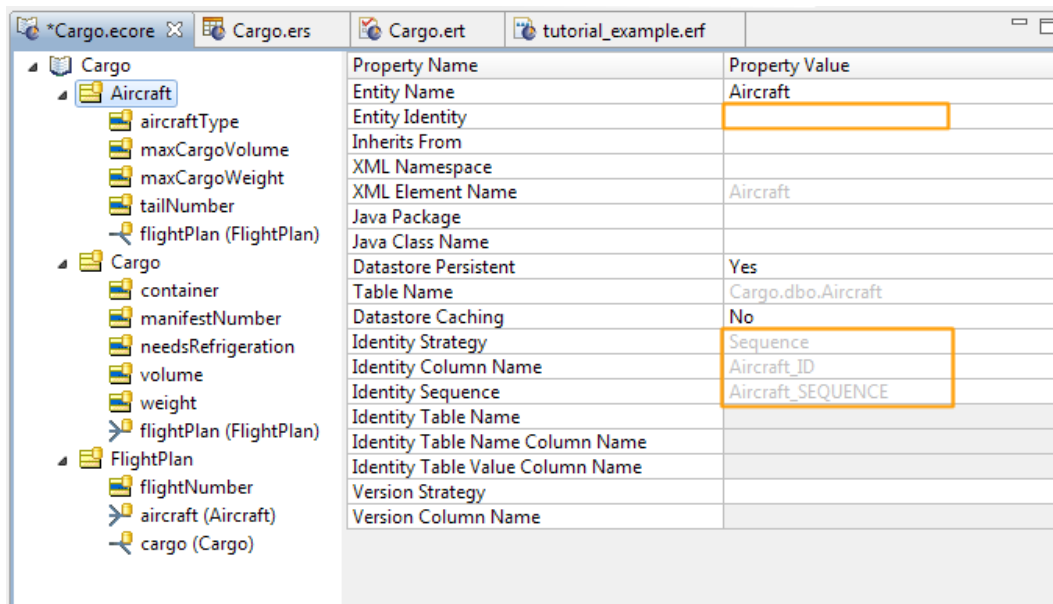 *Cargo.ecore Cargo.ers Cargo.ert tutorial_example.erf
Cargo
Aircraft
aircraftType
maxCargoVolume
maxCargoWeight
tailNumber
flightPlan (FlightPlan)
Cargo
container
manifestNumber
needsRefrigeration
volume
weight
flightPlan (FlightPlan)
FlightPlan
flightNumber
aircraft (Aircraft)
cargo (Cargo)
Property Name Property Value
Entity Name Aircraft
Entity Identity
Inherits From
XML Namespace
XML Element Name Aircraft
Java Package
Java Class Name
Datastore Persistent Yes
Table Name Cargo.dbo.Aircraft
Datastore Caching No
Identity Strategy Sequence
Identity Column Name Aircraft_ID
Identity Sequence Aircraft_SEQUENCE
Identity Table Name
Identity Table Name Column Name
Identity Table Value Column Name
Version Strategy
Version Column Name